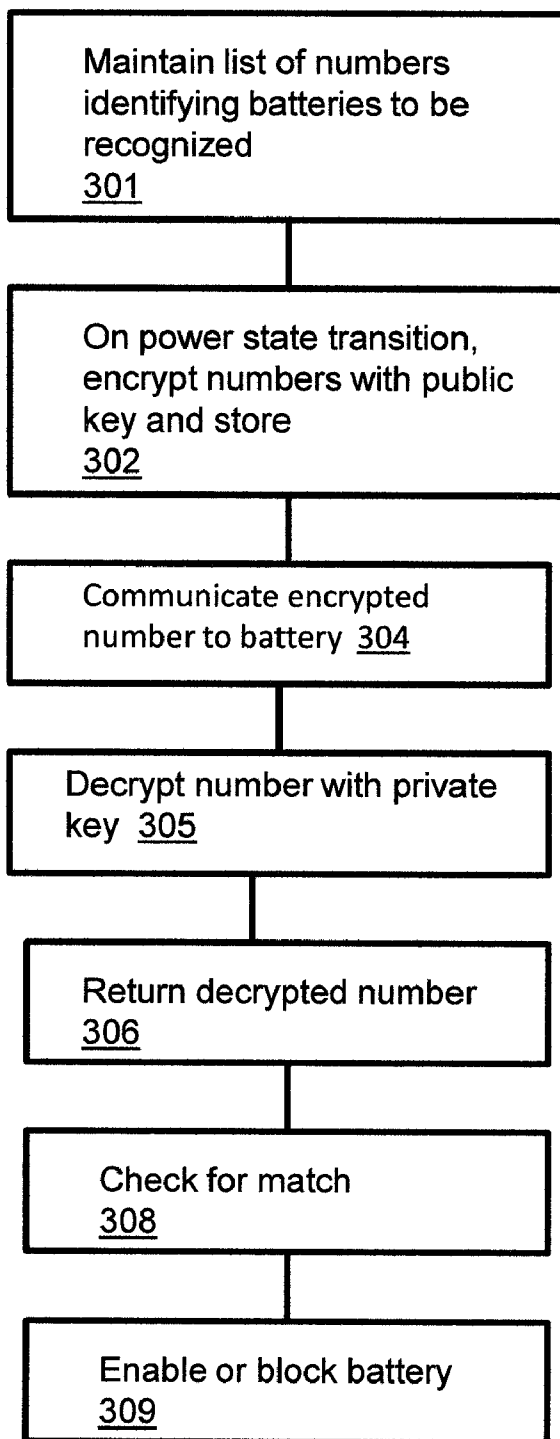 Maintain list of numbers
identifying batteries to be
recognized
301
On power state transition,
encrypt numbers with public
key and store
302
Communicate encrypted
number to battery 304
Decrypt number with private
key 305
Return decrypted number
306
Check for match
308
Enable or block battery
309